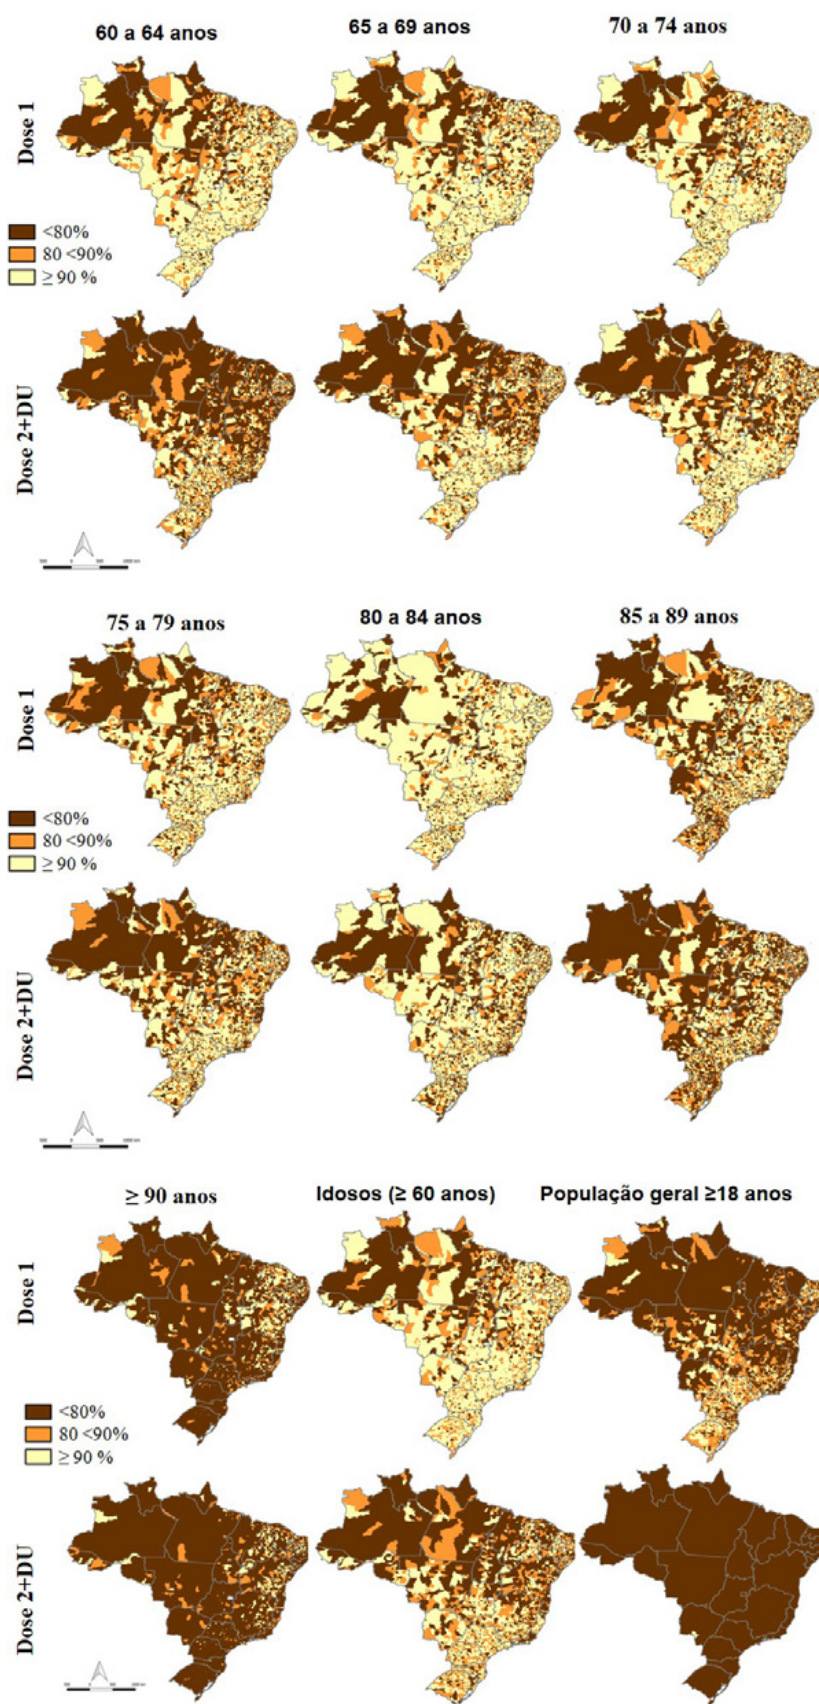 60 a 64 anos
65 a 69 anos
70 a 74 anos
Dose 1
<80%
80 <90%
≥ 90 %
Dose 2+DU
75 a 79 anos
80 a 84 anos
85 a 89 anos
Dose 1
<80%
80 <90%
≥ 90 %
Dose 2+DU
≥ 90 anos
Idosos (≥ 60 anos)
População geral ≥18 anos
Dose 1
<80%
80 <90%
≥ 90 %
Dose 2+DU